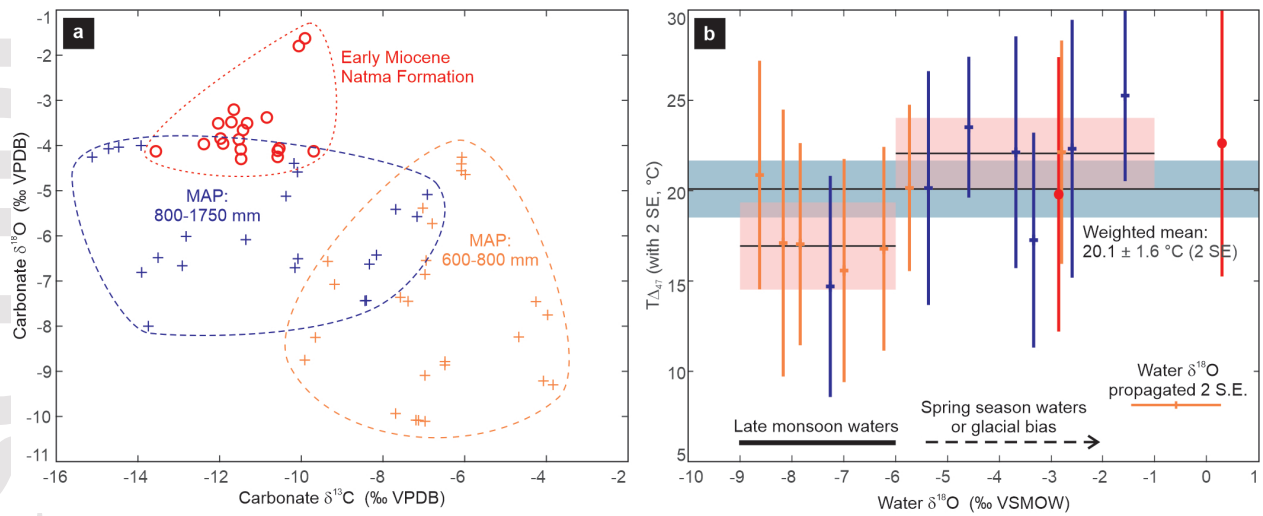 a
-1
-2
-3
-4
-5
-6
-7
-8
-9
-10
-11
-16
-14
-12
-10
-8
-6
-4
-2
Carbonate δ¹⁸O (‰ VPDB)
Carbonate δ¹³C (‰ VPDB)
Early Miocene
Natma Formation
MAP:
800-1750 mm
MAP:
600-800 mm
b
30
25
20
15
10
5
-10
-9
-8
-7
-6
-5
-4
-3
-2
-1
0
1
TΔ₄₇ (with 2 SE, °C)
Water δ¹⁸O (‰ VSMOW)
Weighted mean:
20.1 ± 1.6 °C (2 SE)
Water δ¹⁸O
propagated 2 S.E.
Late monsoon waters
Spring season waters
or glacial bias